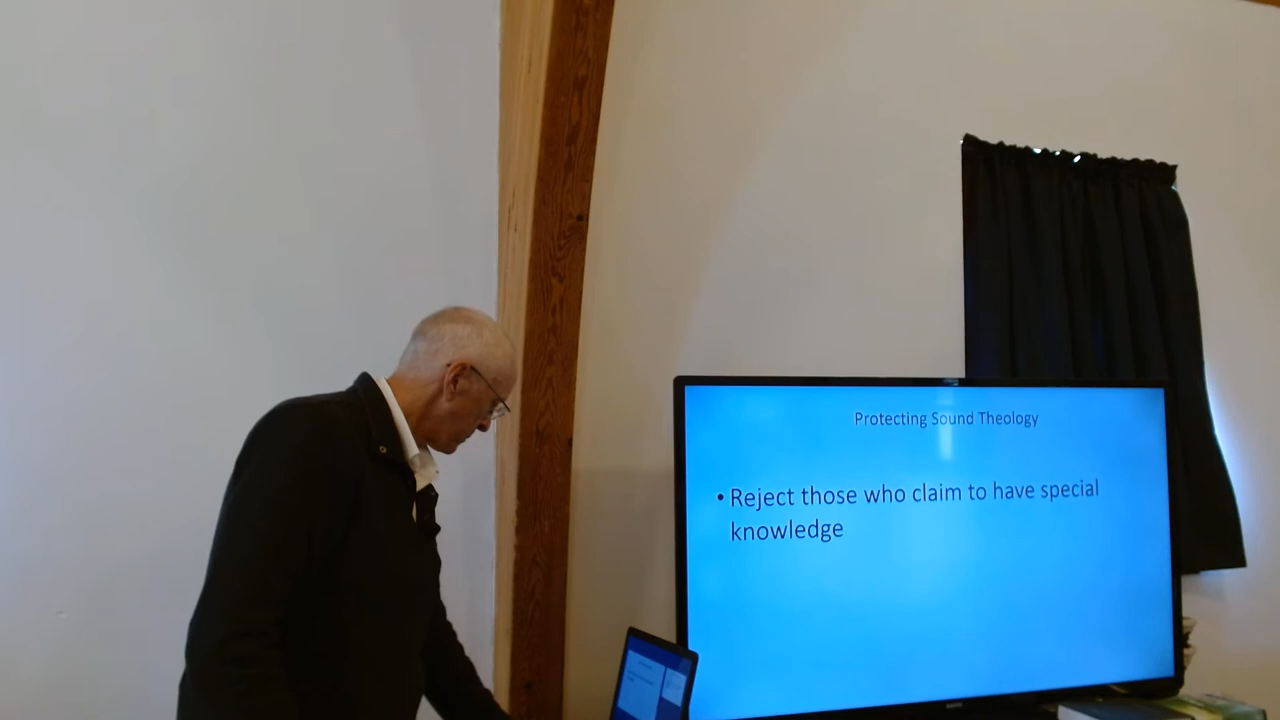 Protecting Sound Theology
• Reject those who claim to have special
knowledge